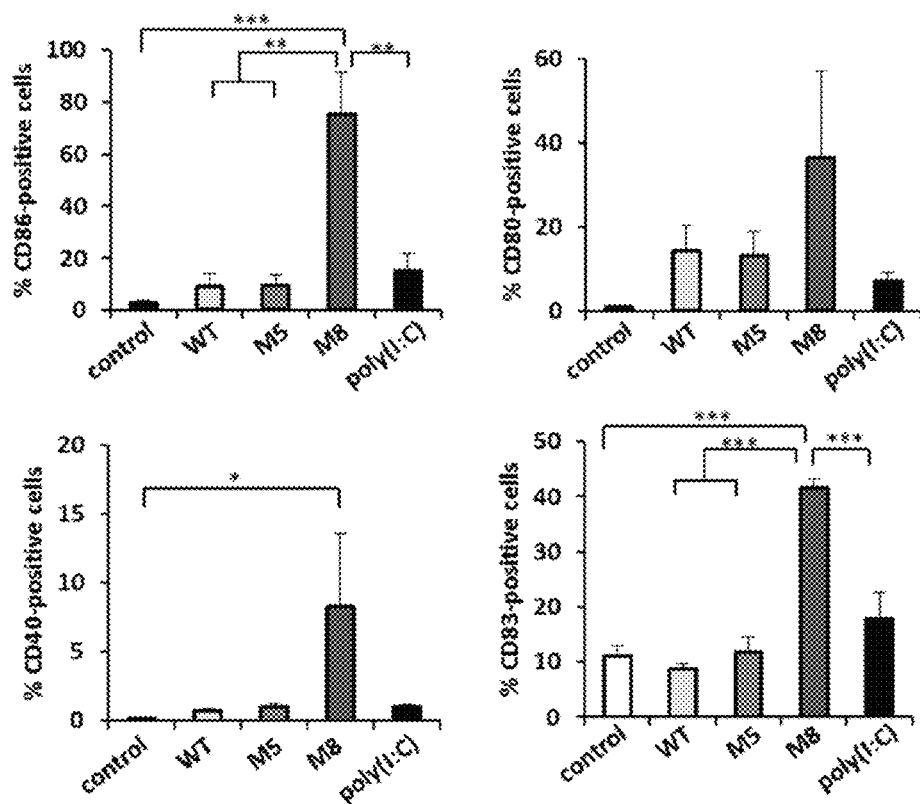 ***
**
**
% CD86-positive cells
100
80
60
40
20
0
control
WT
M5
M8
poly(I:C)
% CD80-positive cells
60
40
20
0
control
WT
M5
M8
poly(I:C)
% CD40-positive cells
20
15
10
5
0
*
control
WT
M5
M8
poly(I:C)
***
***
***
% CD83-positive cells
50
40
30
20
10
0
control
WT
M5
M8
poly(I:C)